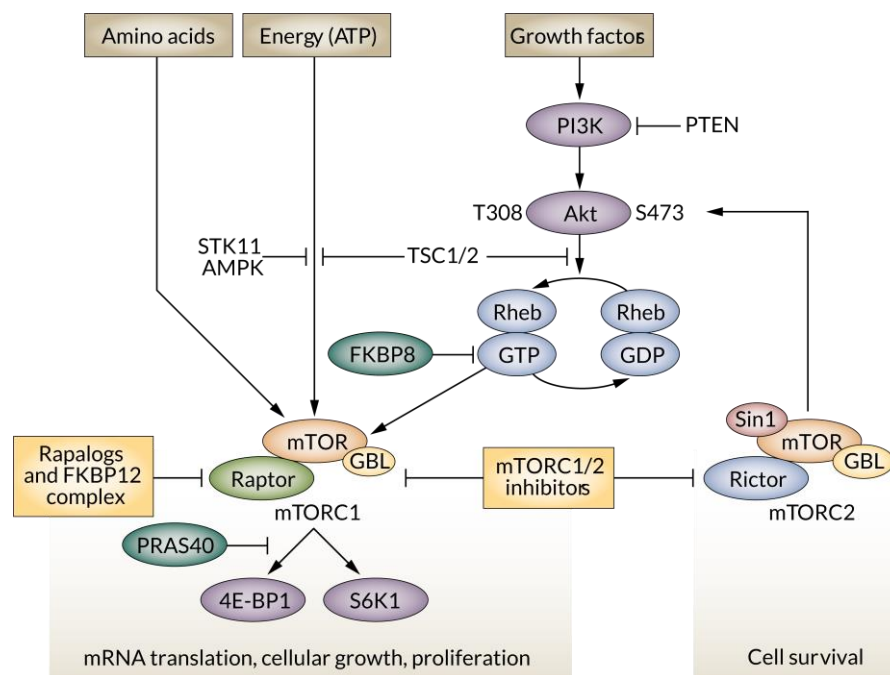 Amino acids
Energy (ATP)
Growth factors
PI3K
PTEN
T308
Akt
S473
STK11
AMPK
TSC1/2
Rheb
Rheb
FKBP8
GTP
GDP
Sin1
mTOR
GBL
Raptor
mTOR
GBL
Rictor
Rapalogs
and FKBP12
complex
mTORC1/2
inhibitors
mTORC1
mTORC2
PRAS40
4E-BP1
S6K1
mRNA translation, cellular growth, proliferation
Cell survival